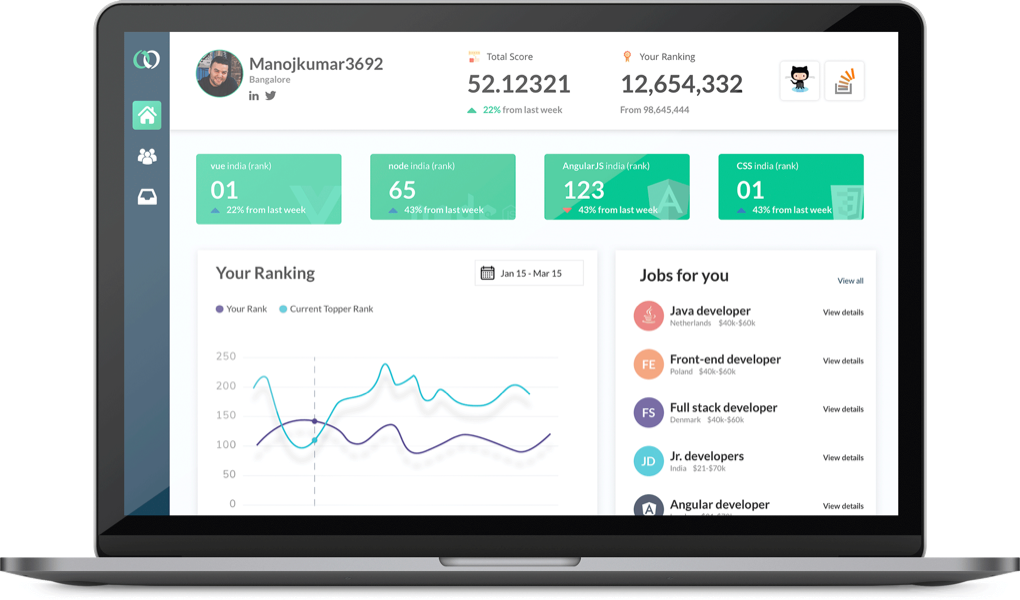 Manojkumar3692
Bangalore
in
Total Score
52.12321
22% from last week
Your Ranking
12,654,332
From 98,645,444
vue india (rank)
01
22% from last week
node india (rank)
65
43% from last week
AngularJS india (rank)
123
43% from last week
A
CSS india (rank)
01
43% from last week
3
Your Ranking
Jan 15 - Mar 15
Your Rank
Current Topper Rank
250
200
150
100
50
0
Jobs for you
View all
Java developer
Netherlands $40k-$60k
View details
FE
Front-end developer
Poland $40k-$60k
View details
FS
Full stack developer
Denmark $40k-$60k
View details
JD
Jr. developers
India $21-$70k
View details
A
Angular developer
View details